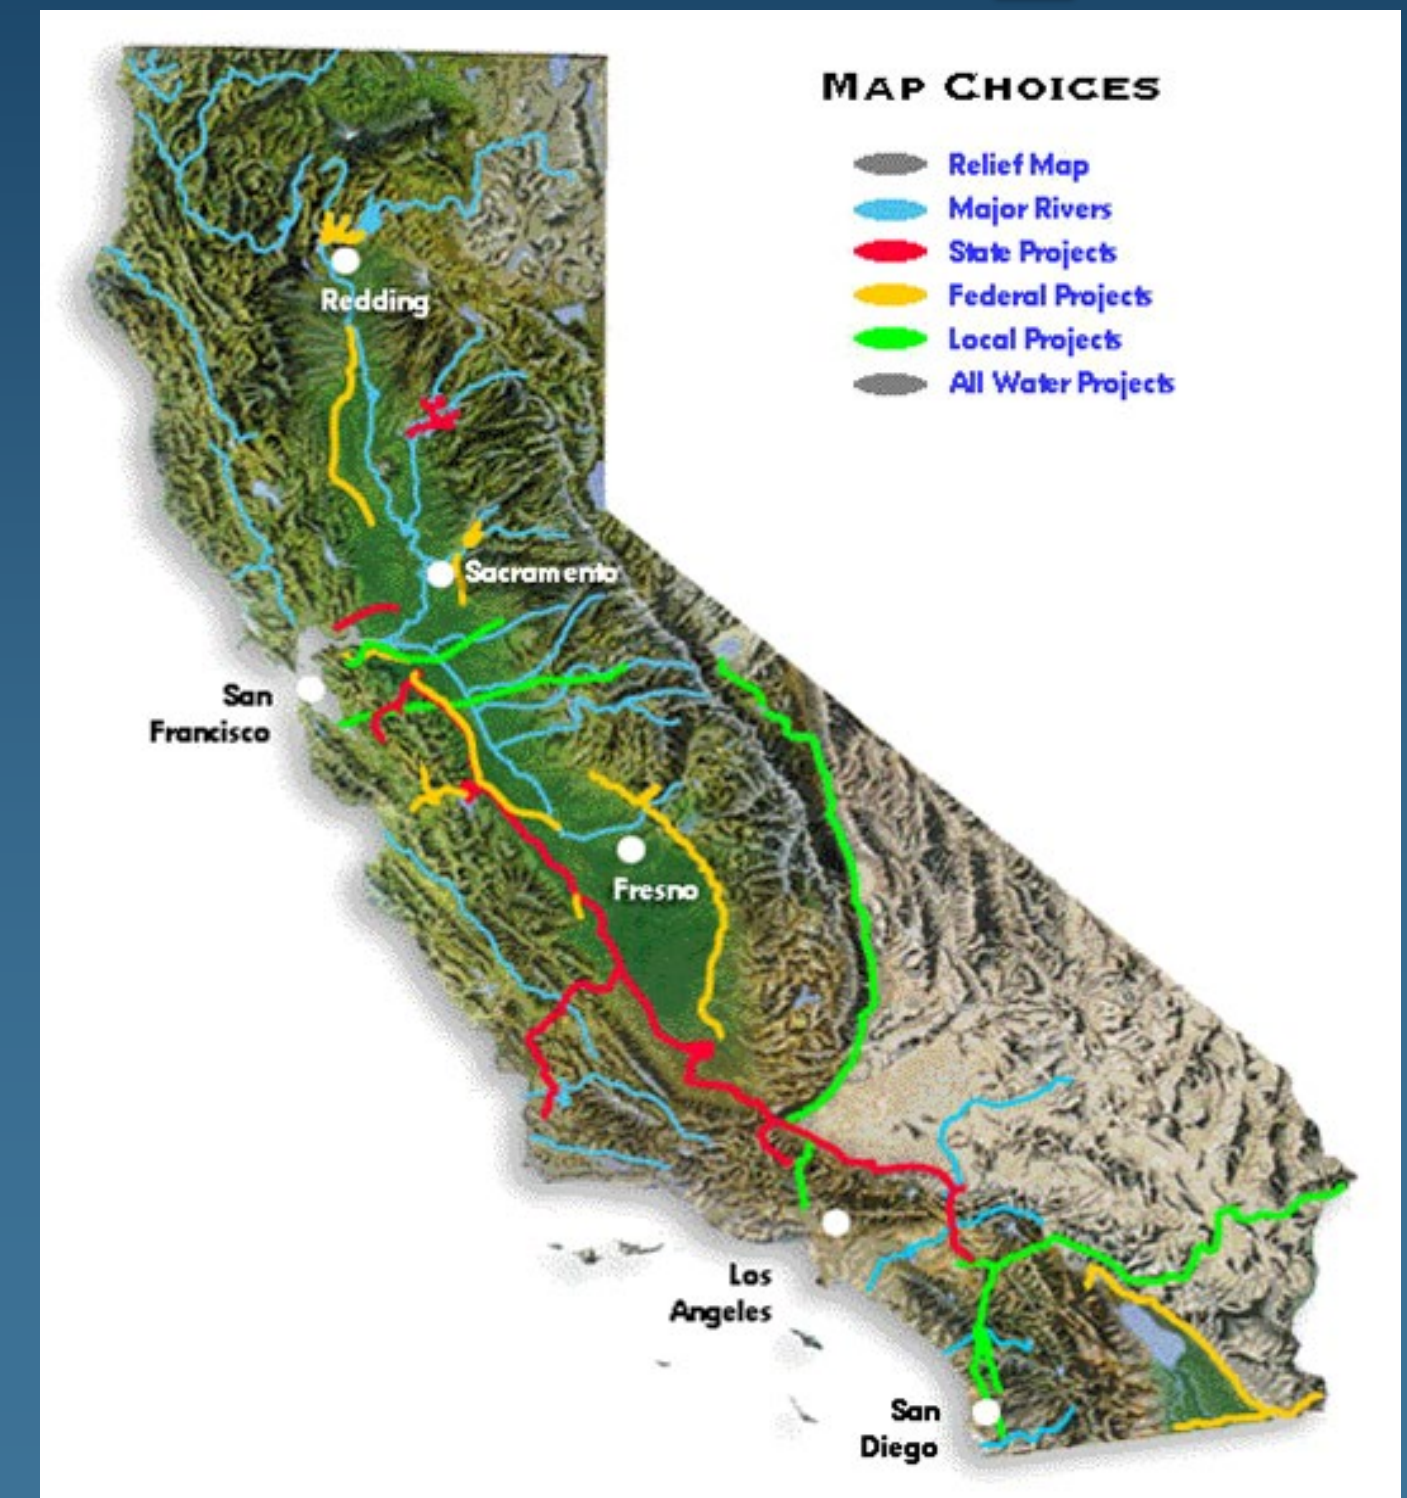 MAP CHOICES
Relief Map
Major Rivers
State Projects
Federal Projects
Local Projects
All Water Projects
Redding
Sacramento
San
Francisco
Fresno
Los
Angeles
San
Diego